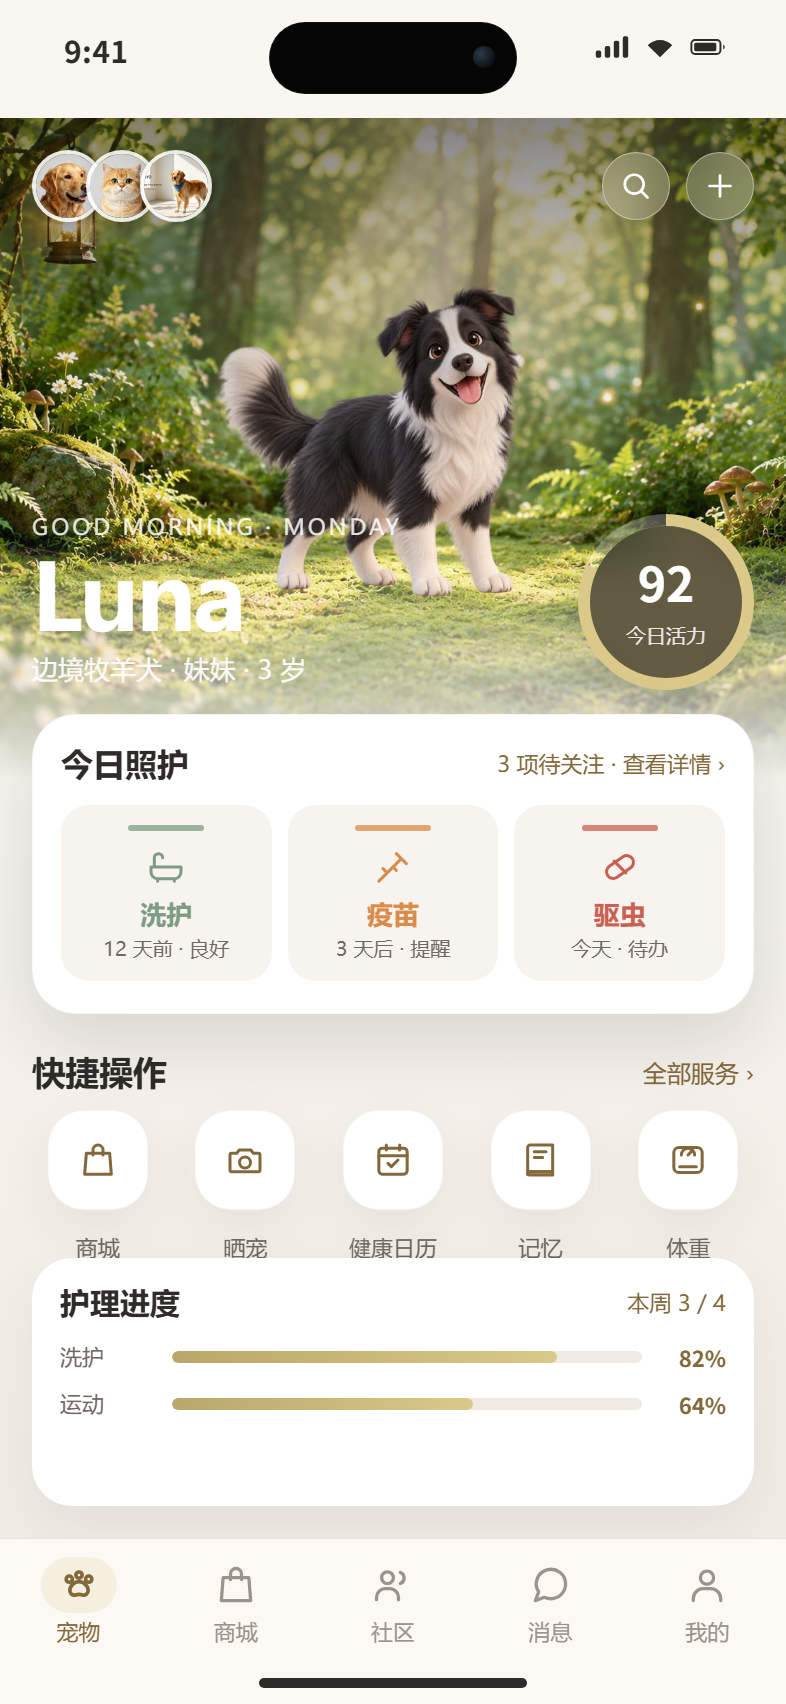 9:41
GOOD MORNING · MONDAY
Luna
边境牧羊犬 · 妹妹 · 3 岁
92
今日活力
今日照护
3 项待关注 · 查看详情 ›
洗护
12 天前 · 良好
疫苗
3 天后 · 提醒
驱虫
今天 · 待办
快捷操作
全部服务 ›
商城
晒宠
健康日历
记忆
体重
护理进度
本周 3 / 4
洗护
82%
运动
64%
宠物
商城
社区
消息
我的